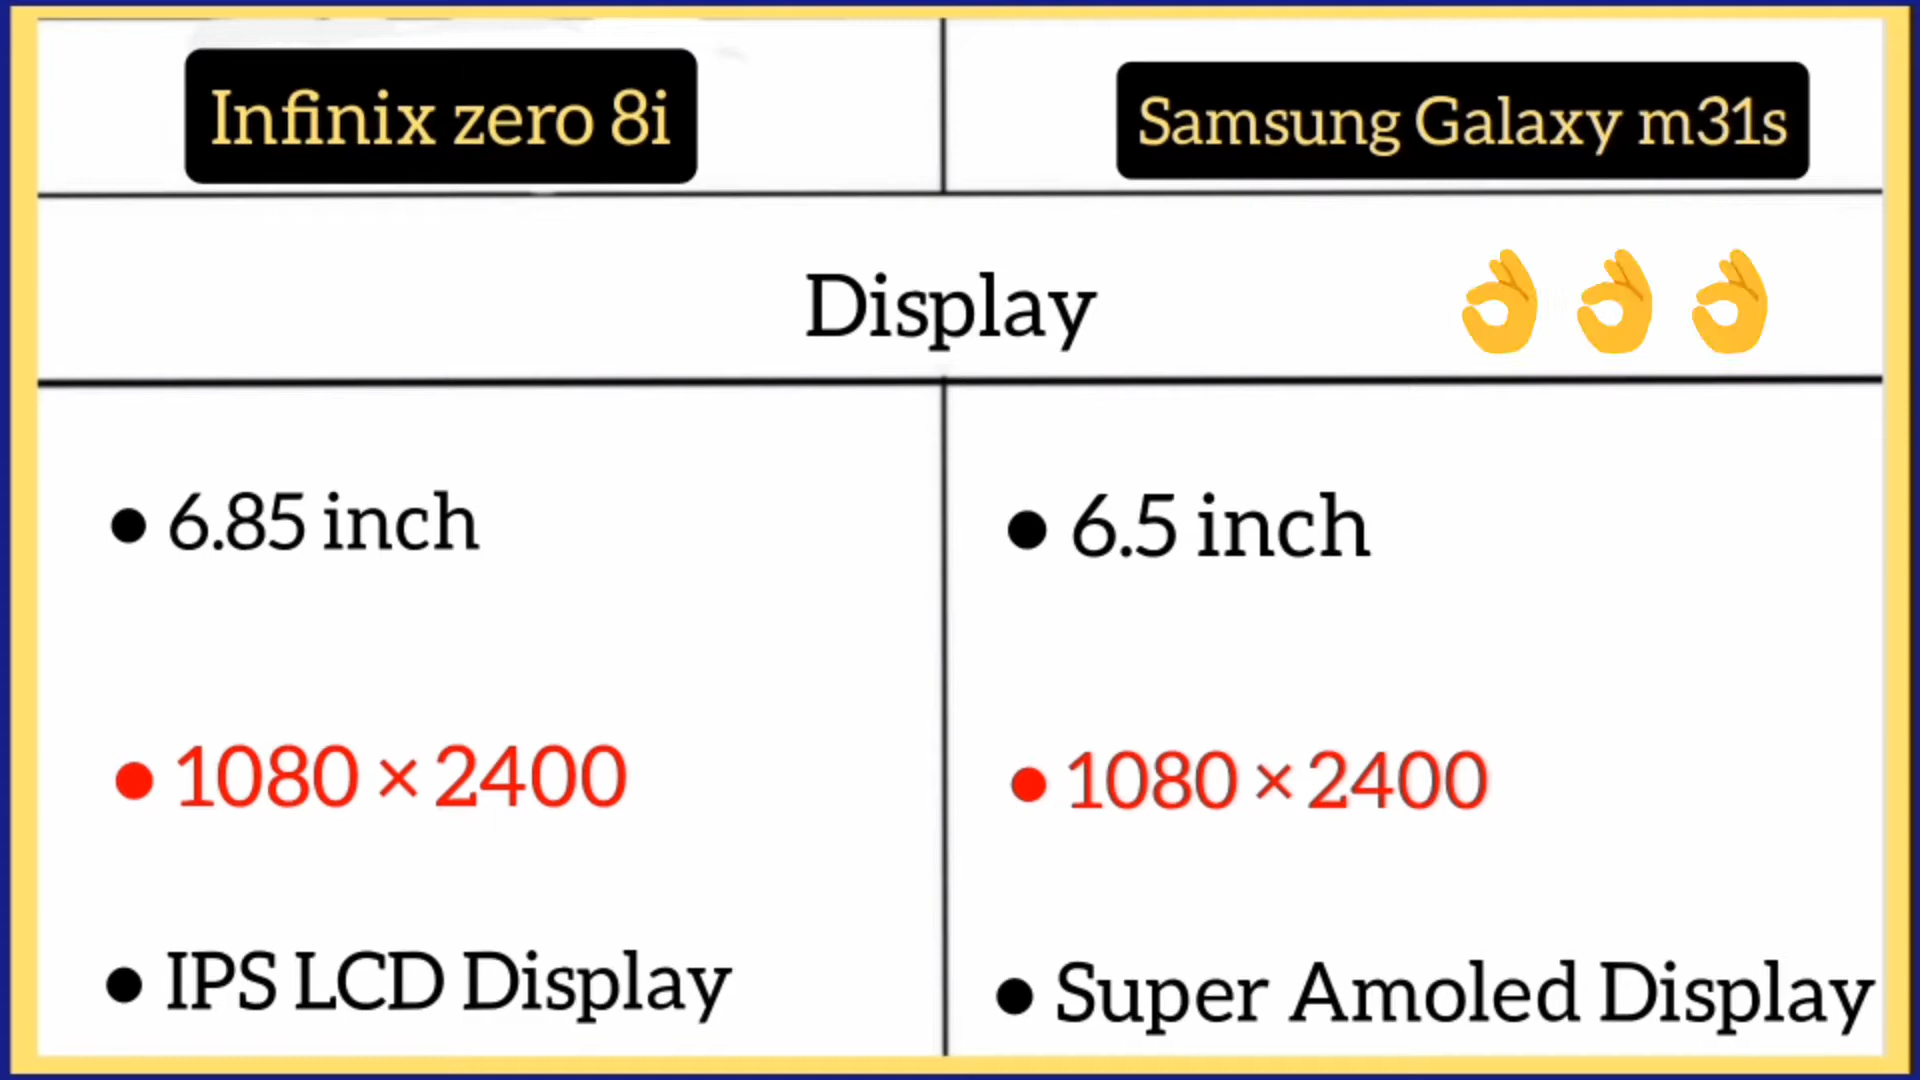 Infinix zero 8i
Samsung Galaxy m31s
Display 👌👌👌
● 6.85 inch
● 6.5 inch
● 1080 × 2400
● 1080 × 2400
● IPS LCD Display
● Super Amoled Display